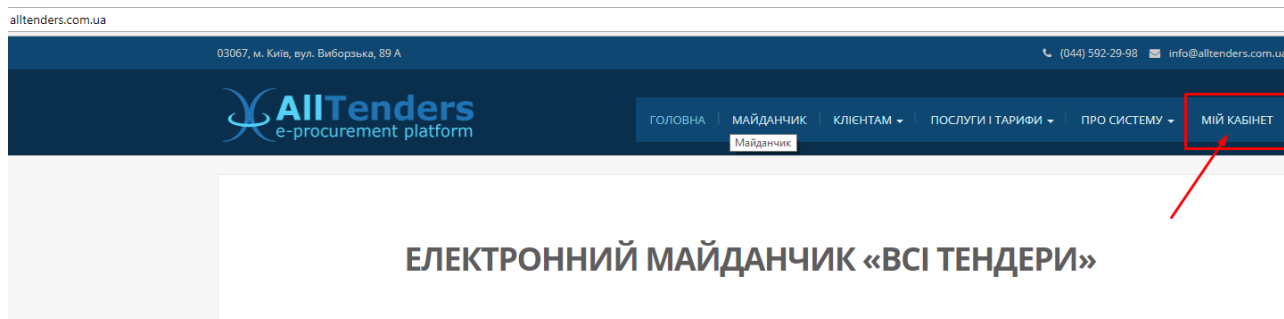 alltenders.com.ua
03067, м. Київ, вул. Виборзька, 89 А
(044) 592-29-98 info@alltenders.com.ua
AllTenders
e-procurement platform
ГОЛОВНА МАЙДАНЧИК КЛІЄНТАМ ПОСЛУГИ І ТАРИФИ ПРО СИСТЕМУ МІЙ КАБІНЕТ
Майданчик
ЕЛЕКТРОННИЙ МАЙДАНЧИК «ВСІ ТЕНДЕРИ»